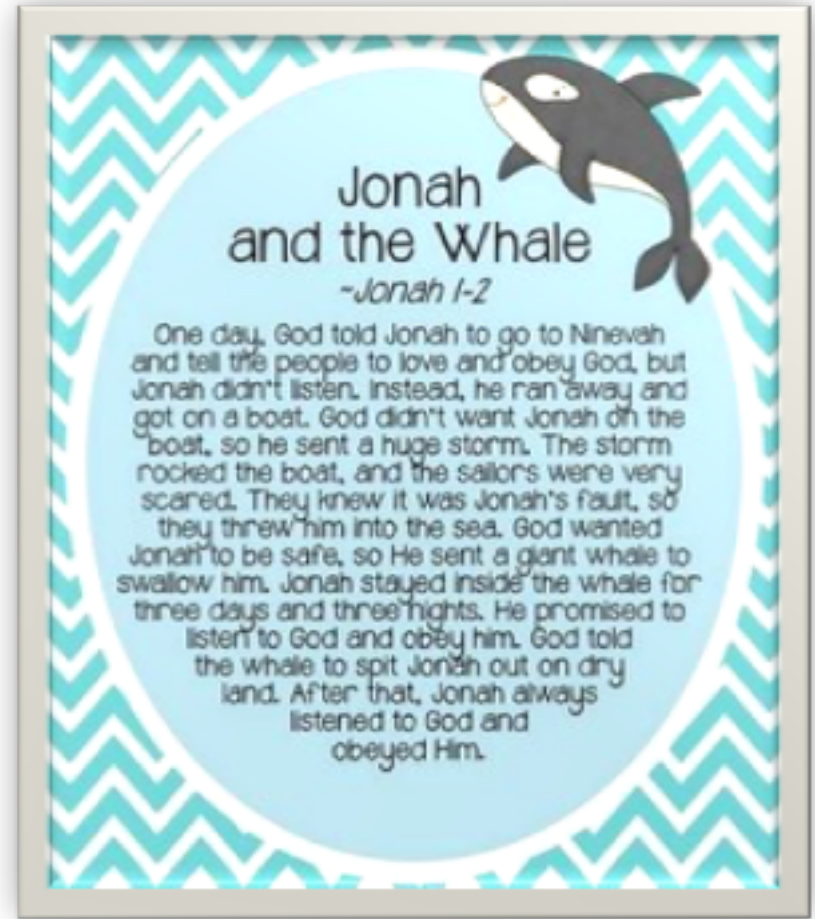 Jonah
and the Whale
~Jonah 1-2
One day, God told Jonah to go to Ninevah
and tell the people to love and obey God, but
Jonah didn't listen. Instead, he ran away and
got on a boat. God didn't want Jonah on the
boat, so he sent a huge storm. The storm
rocked the boat, and the sailors were very
scared. They knew it was Jonah's fault, so
they threw him into the sea. God wanted
Jonah to be safe, so He sent a giant whale to
swallow him. Jonah stayed inside the whale for
three days and three nights. He promised to
listen to God and obey him. God told
the whale to spit Jonah out on dry
land. After that, Jonah always
listened to God and
obeyed Him.